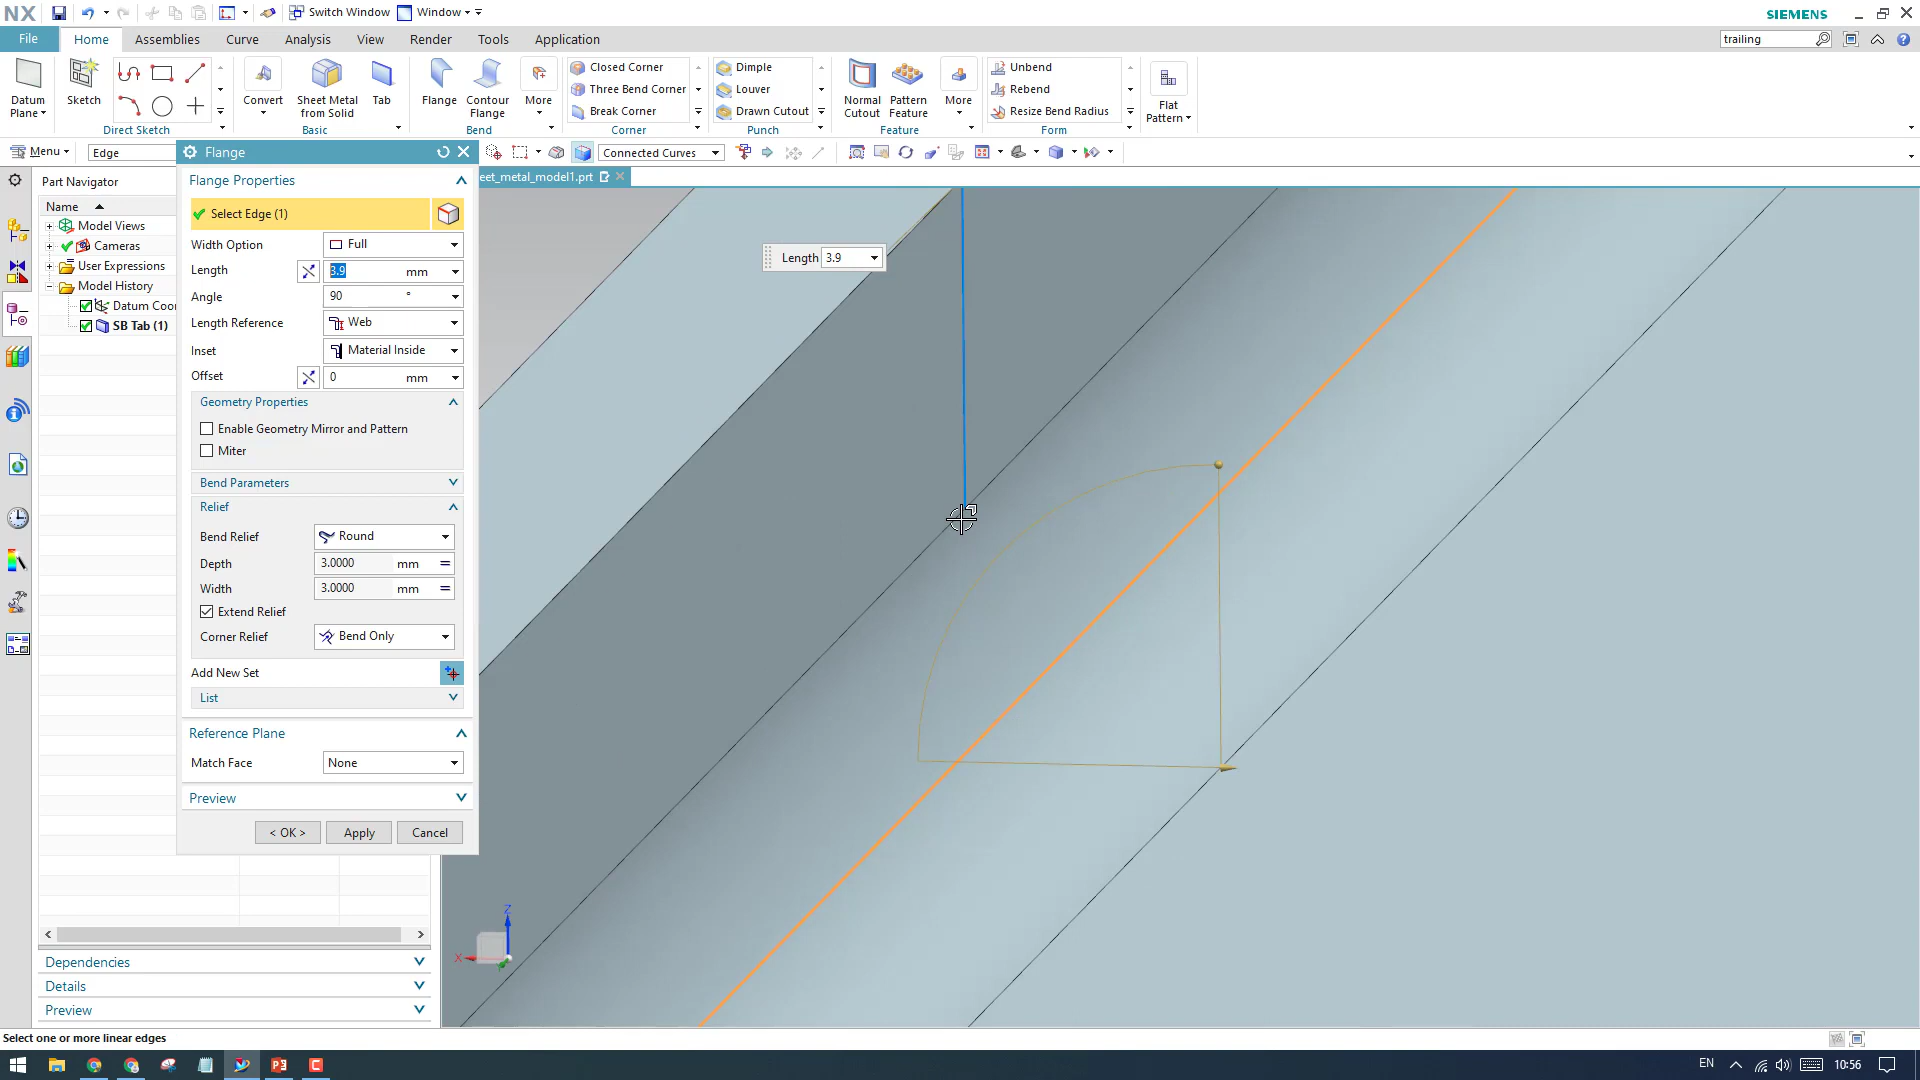 NX
Switch Window
Window
SIEMENS
File
Home
Assemblies
Curve
Analysis
View
Render
Tools
Application
trailing
Datum Plane
Sketch
Direct Sketch
Convert
Sheet Metal from Solid
Tab
Basic
Flange
Contour Flange
More
Bend
Closed Corner
Three Bend Corner
Break Corner
Corner
Dimple
Louver
Drawn Cutout
Punch
Normal Cutout
Pattern Feature
More
Feature
Unbend
Rebend
Resize Bend Radius
Form
Flat Pattern
Menu
Edge
Connected Curves
eet_metal_model1.prt
Part Navigator
Name
Model Views
Cameras
User Expressions
Model History
Datum Coor
SB Tab (1)
Dependencies
Details
Preview
Flange
Flange Properties
Select Edge (1)
Width Option
Full
Length
3.9 mm
Angle
90 °
Length Reference
Web
Inset
Material Inside
Offset
0 mm
Geometry Properties
Enable Geometry Mirror and Pattern
Miter
Bend Parameters
Relief
Bend Relief
Round
Depth
3.0000 mm =
Width
3.0000 mm =
Extend Relief
Corner Relief
Bend Only
Add New Set
List
Reference Plane
Match Face
None
Preview
< OK >
Apply
Cancel
Length 3.9
Z
X
Select one or more linear edges
EN
10:56